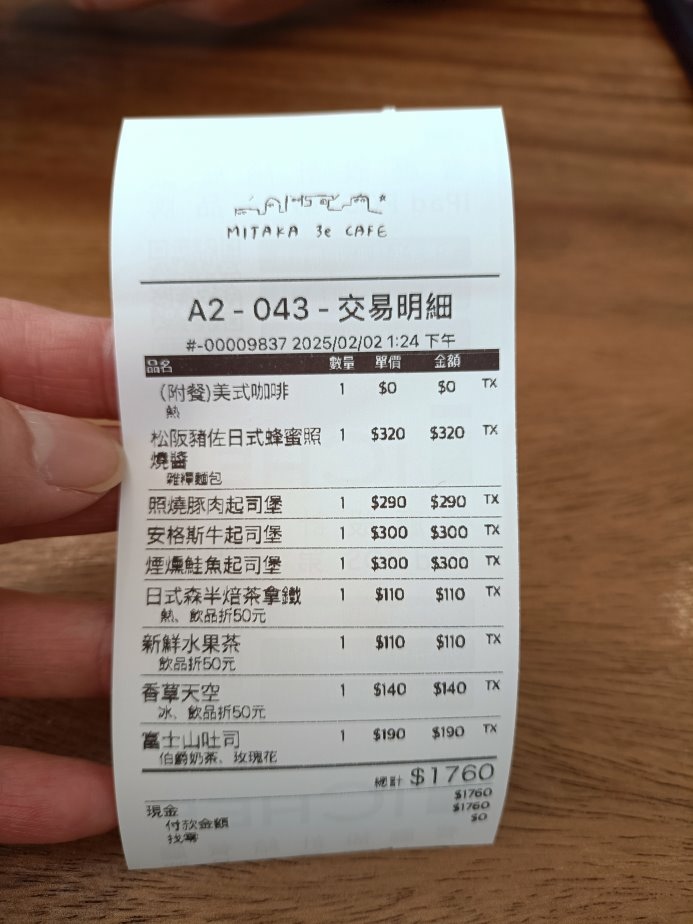 MITAKA 3e CAFE
A2 - 043 - 交易明細
#-00009837 2025/02/02 1:24 下午
品名 數量 單價 金額
(附餐)美式咖啡 1 $0 $0 TX
熱
松阪豬佐日式蜂蜜照 1 $320 $320 TX
燒醬
雜糧麵包
照燒豚肉起司堡 1 $290 $290 TX
安格斯牛起司堡 1 $300 $300 TX
煙燻鮭魚起司堡 1 $300 $300 TX
日式森半焙茶拿鐵 1 $110 $110 TX
熱、飲品折50元
新鮮水果茶 1 $110 $110 TX
飲品折50元
香草天空 1 $140 $140 TX
冰、飲品折50元
富士山吐司 1 $190 $190 TX
伯爵奶茶、玫瑰花
總計 $1760
現金 $1760
付款金額 $1760
找零 $0